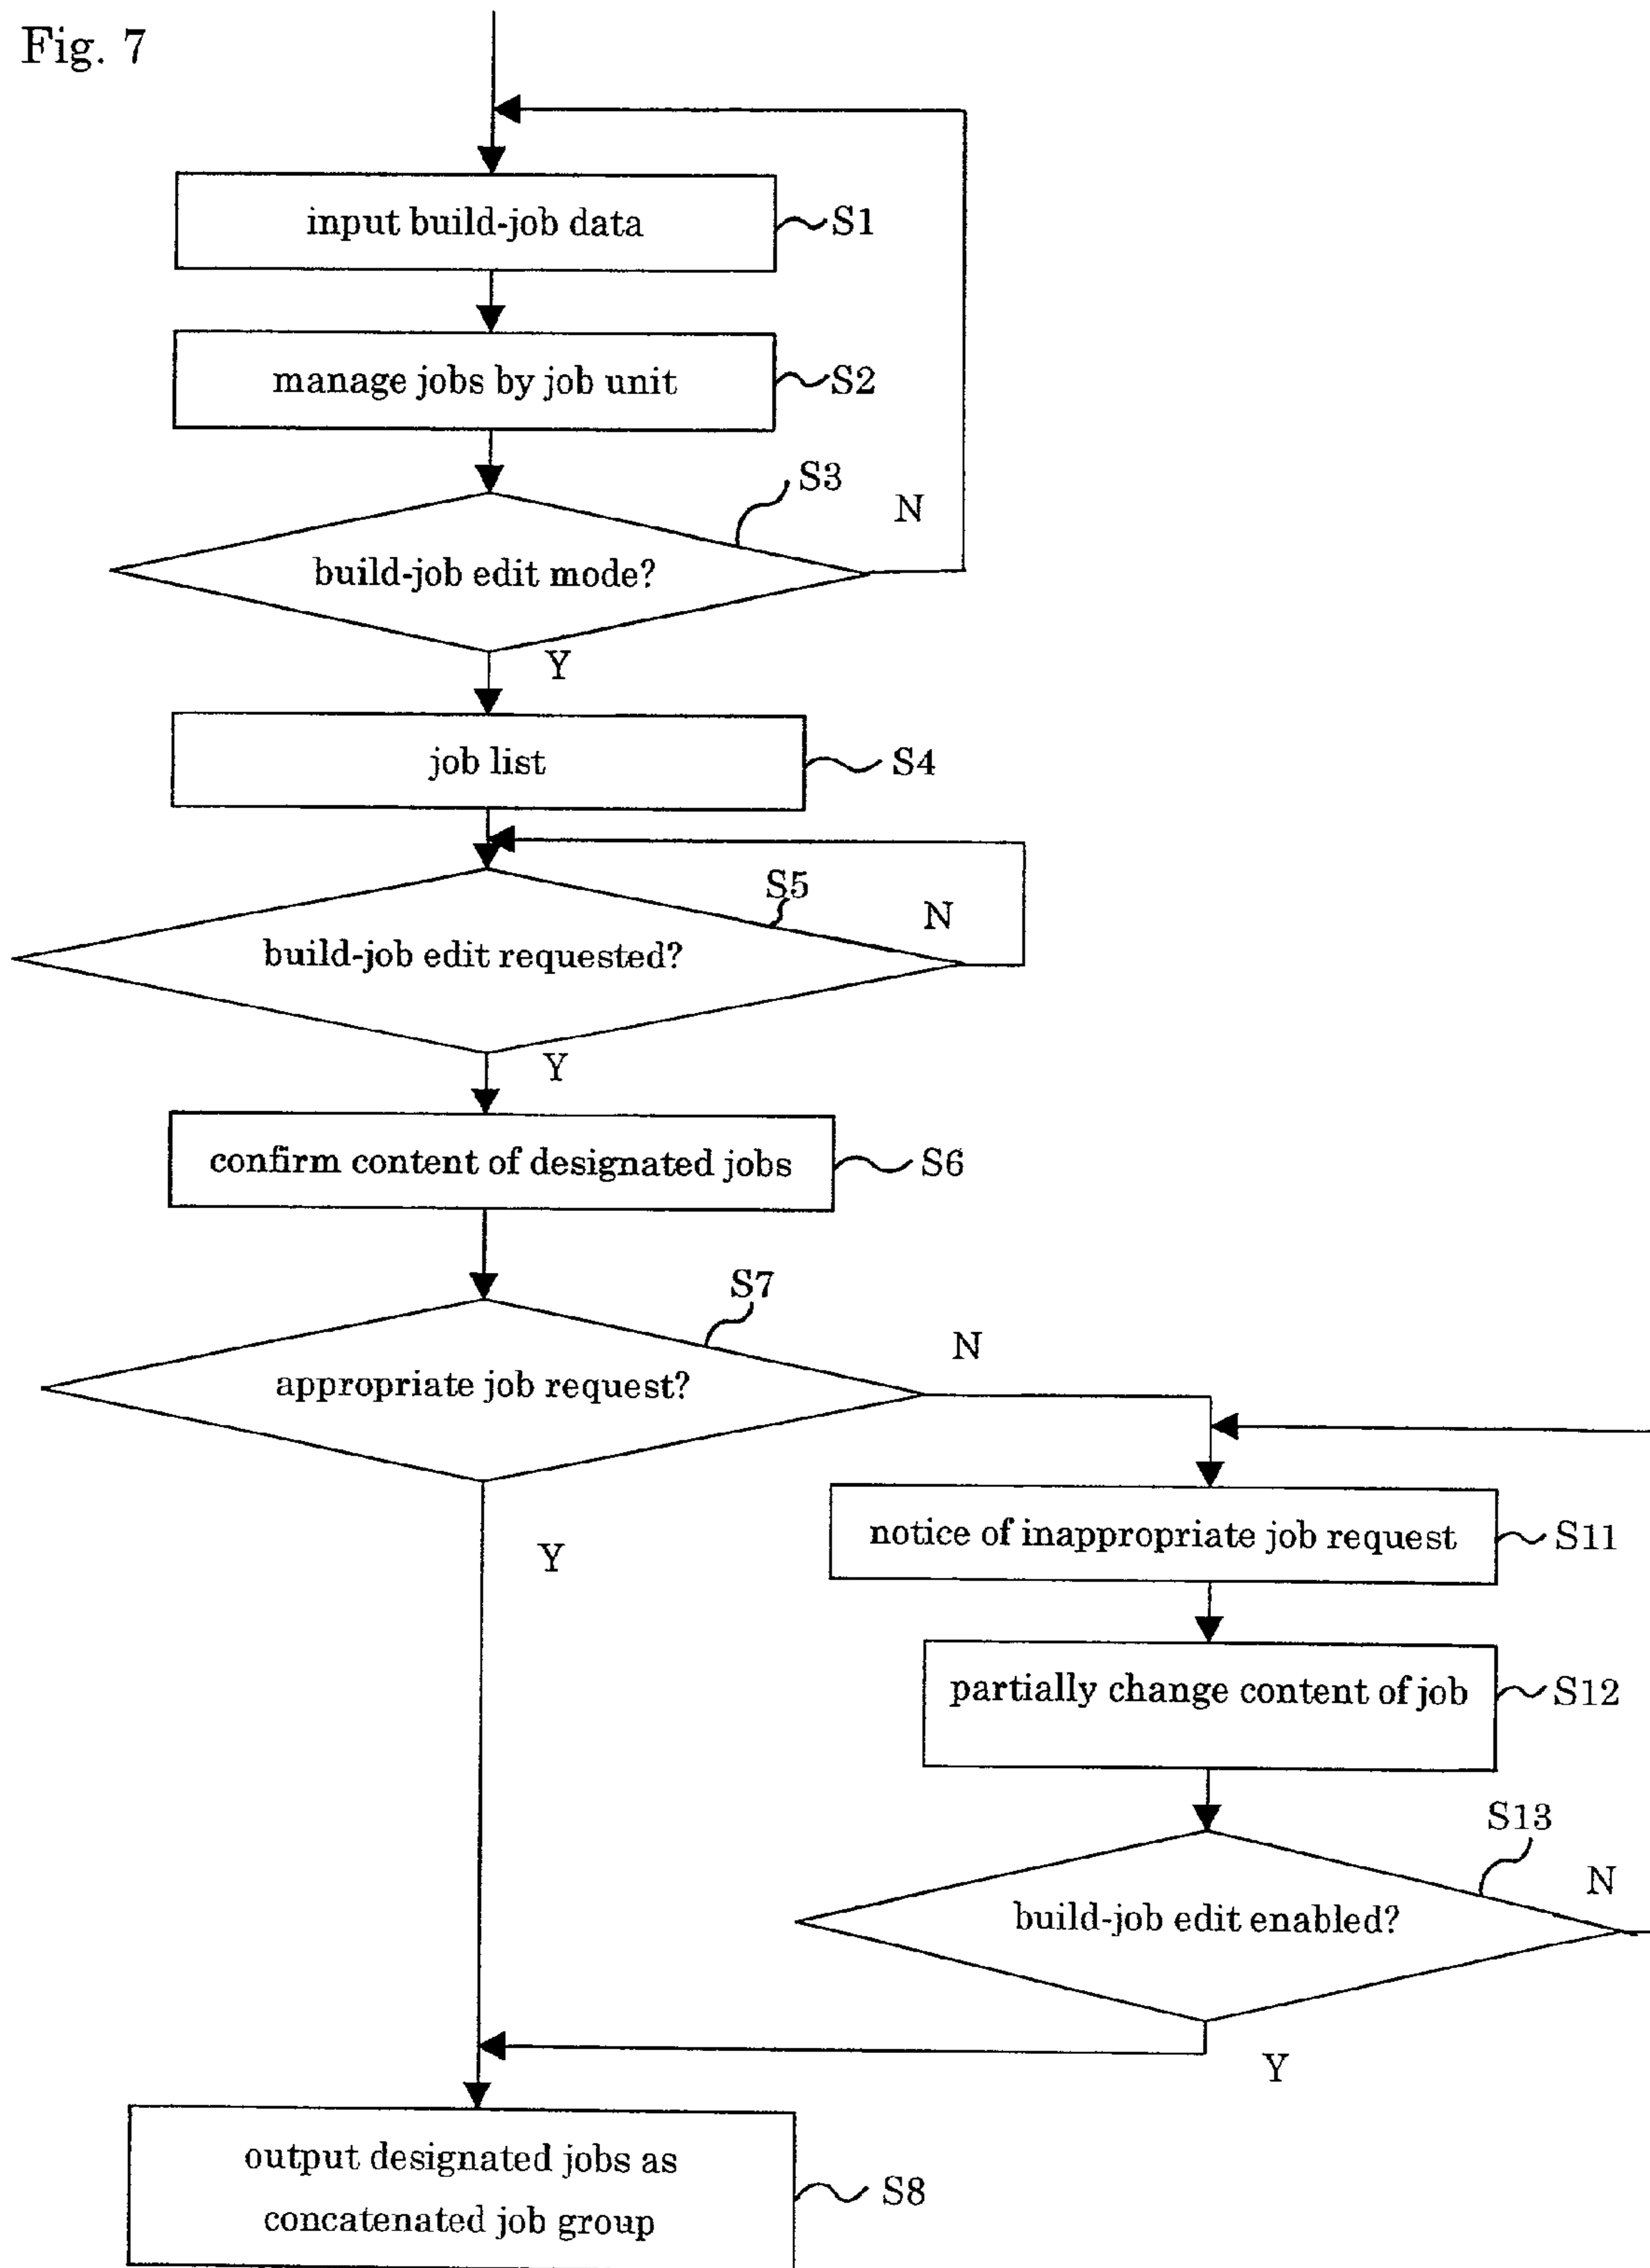 Fig. 7
input build-job data
S1
manage jobs by job unit
S2
S3
N
build-job edit mode?
Y
job list
S4
S5
N
build-job edit requested?
Y
confirm content of designated jobs
S6
S7
N
appropriate job request?
Y
notice of inappropriate job request
S11
partially change content of job
S12
S13
N
build-job edit enabled?
Y
output designated jobs as
concatenated job group
S8